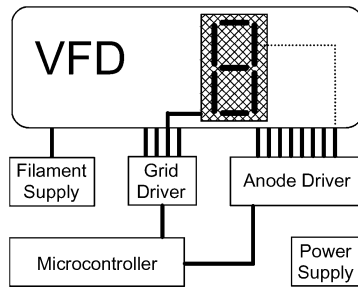 VFD
Filament
Supply
Grid
Driver
Anode Driver
Microcontroller
Power
Supply